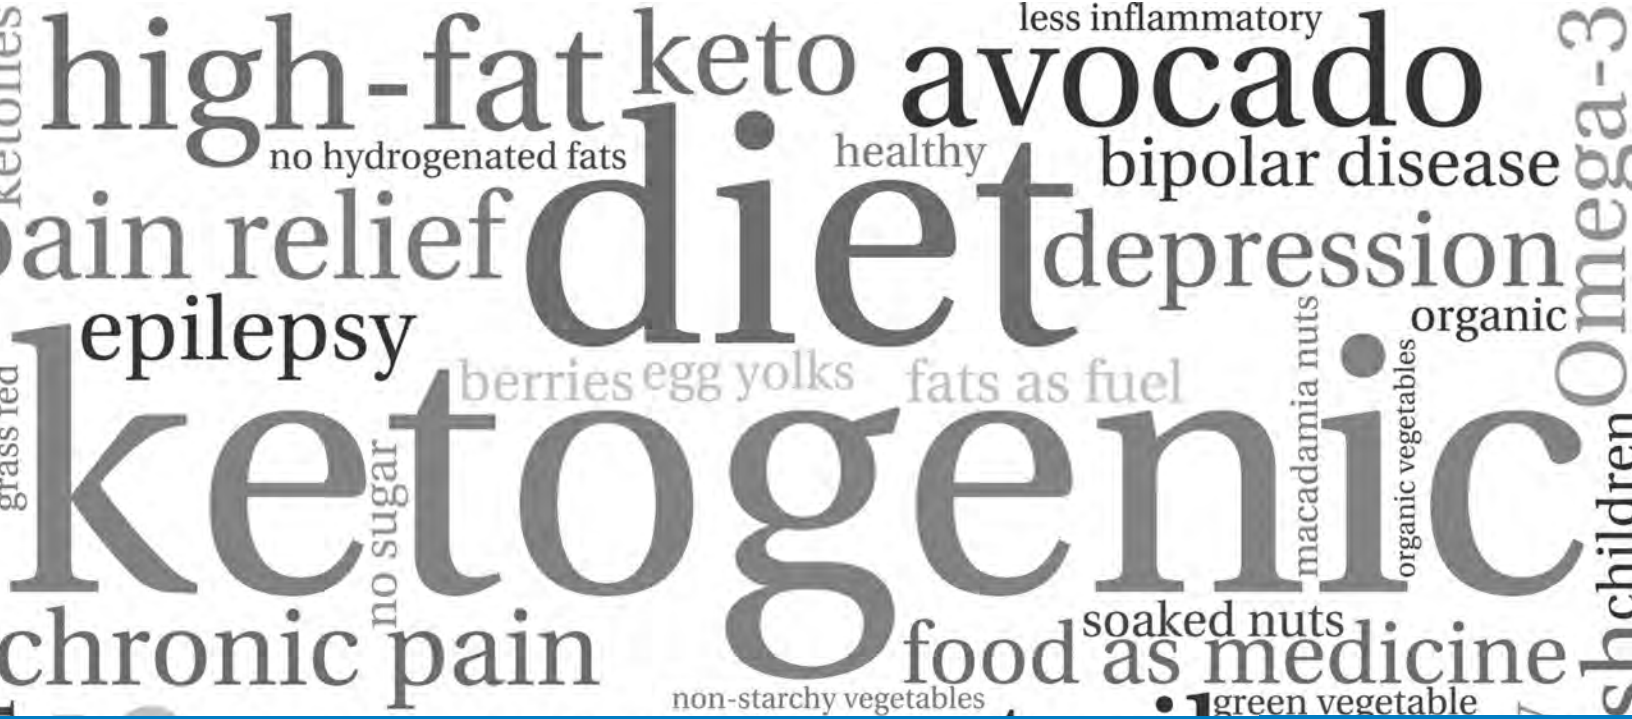 less inflammatory
high-fat
keto
avocado
ketones
omega-3
no hydrogenated fats
healthy
bipolar disease
diet
pain relief
depression
epilepsy
organic
berries
egg yolks
fats as fuel
ketogenic
no sugar
macadamia nuts
organic vegetables
children
chronic pain
soaked nuts
food as medicine
non-starchy vegetables
green vegetable